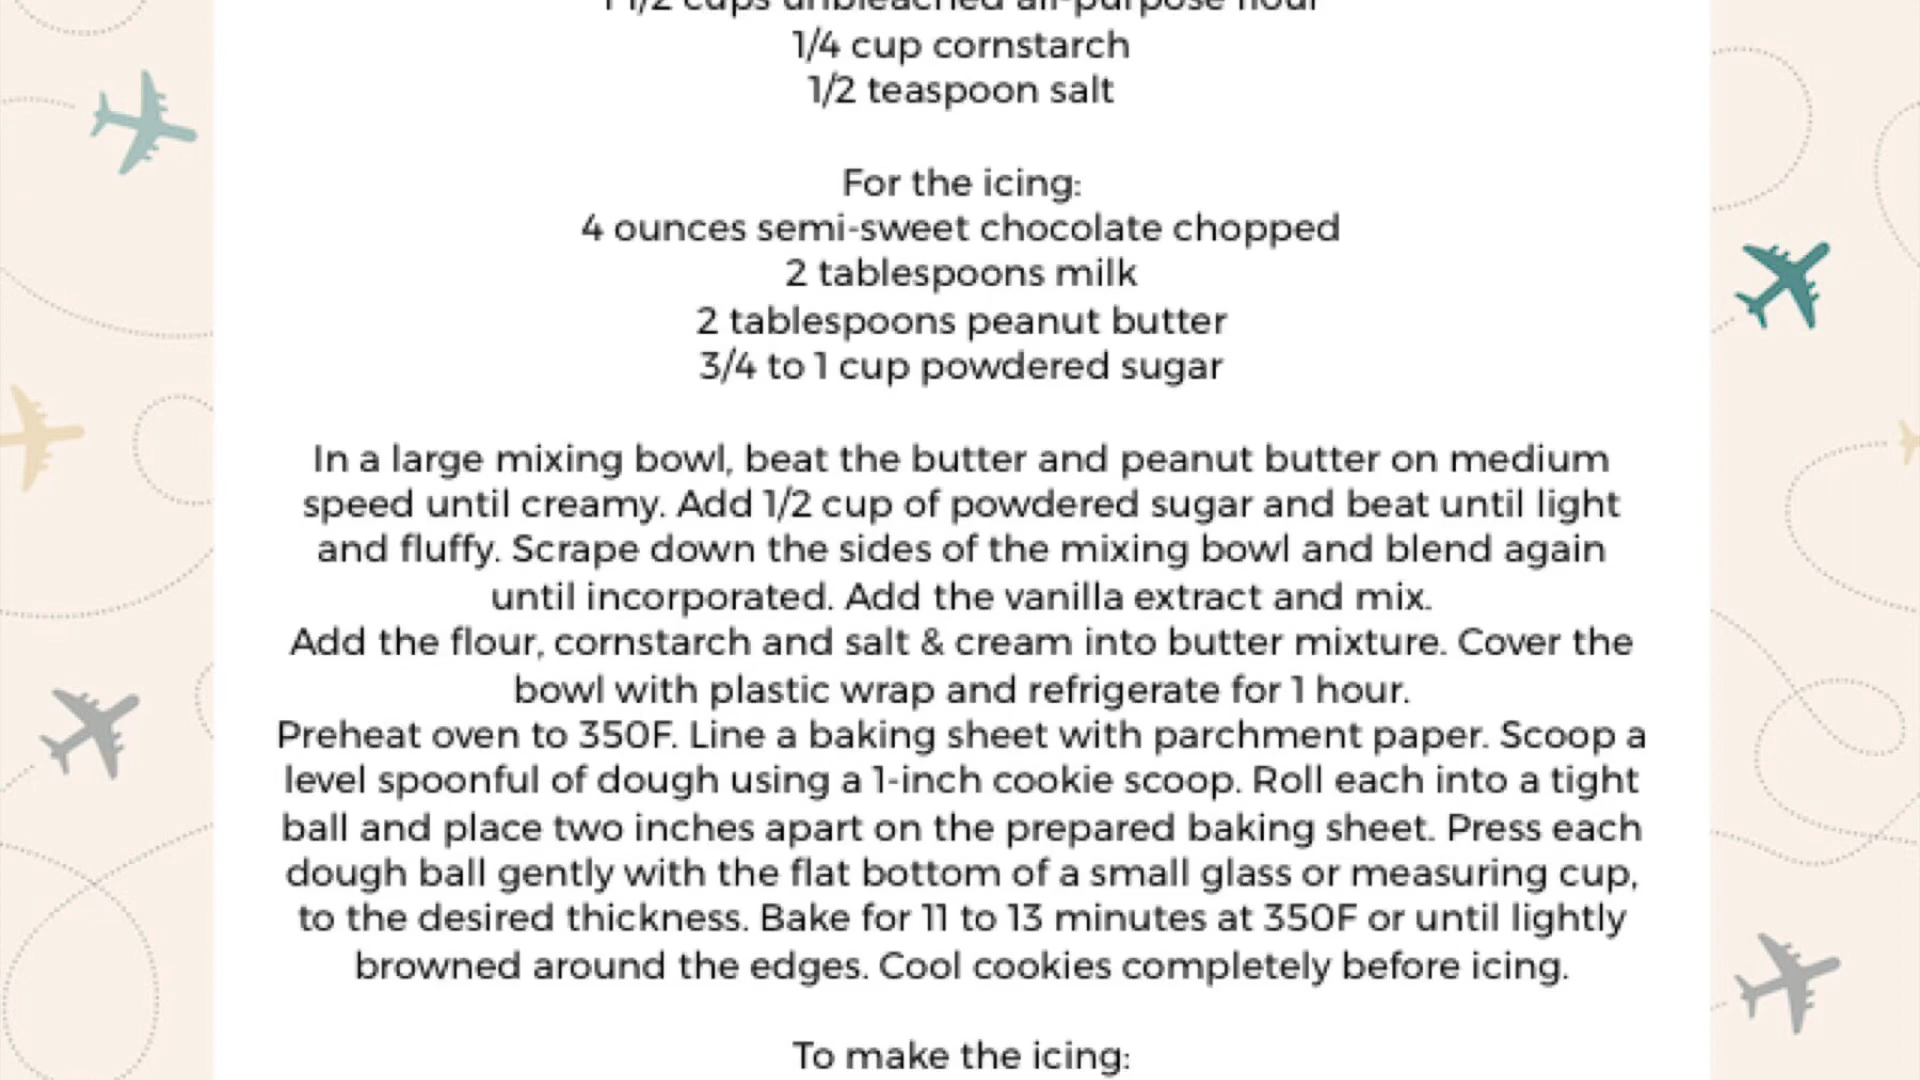 1 1/2 cups unbleached all-purpose flour
1/4 cup cornstarch
1/2 teaspoon salt
For the icing:
4 ounces semi-sweet chocolate chopped
2 tablespoons milk
2 tablespoons peanut butter
3/4 to 1 cup powdered sugar
In a large mixing bowl, beat the butter and peanut butter on medium
speed until creamy. Add 1/2 cup of powdered sugar and beat until light
and fluffy. Scrape down the sides of the mixing bowl and blend again
until incorporated. Add the vanilla extract and mix.
Add the flour, cornstarch and salt & cream into butter mixture. Cover the
bowl with plastic wrap and refrigerate for 1 hour.
Preheat oven to 350F. Line a baking sheet with parchment paper. Scoop a
level spoonful of dough using a 1-inch cookie scoop. Roll each into a tight
ball and place two inches apart on the prepared baking sheet. Press each
dough ball gently with the flat bottom of a small glass or measuring cup,
to the desired thickness. Bake for 11 to 13 minutes at 350F or until lightly
browned around the edges. Cool cookies completely before icing.
To make the icing: